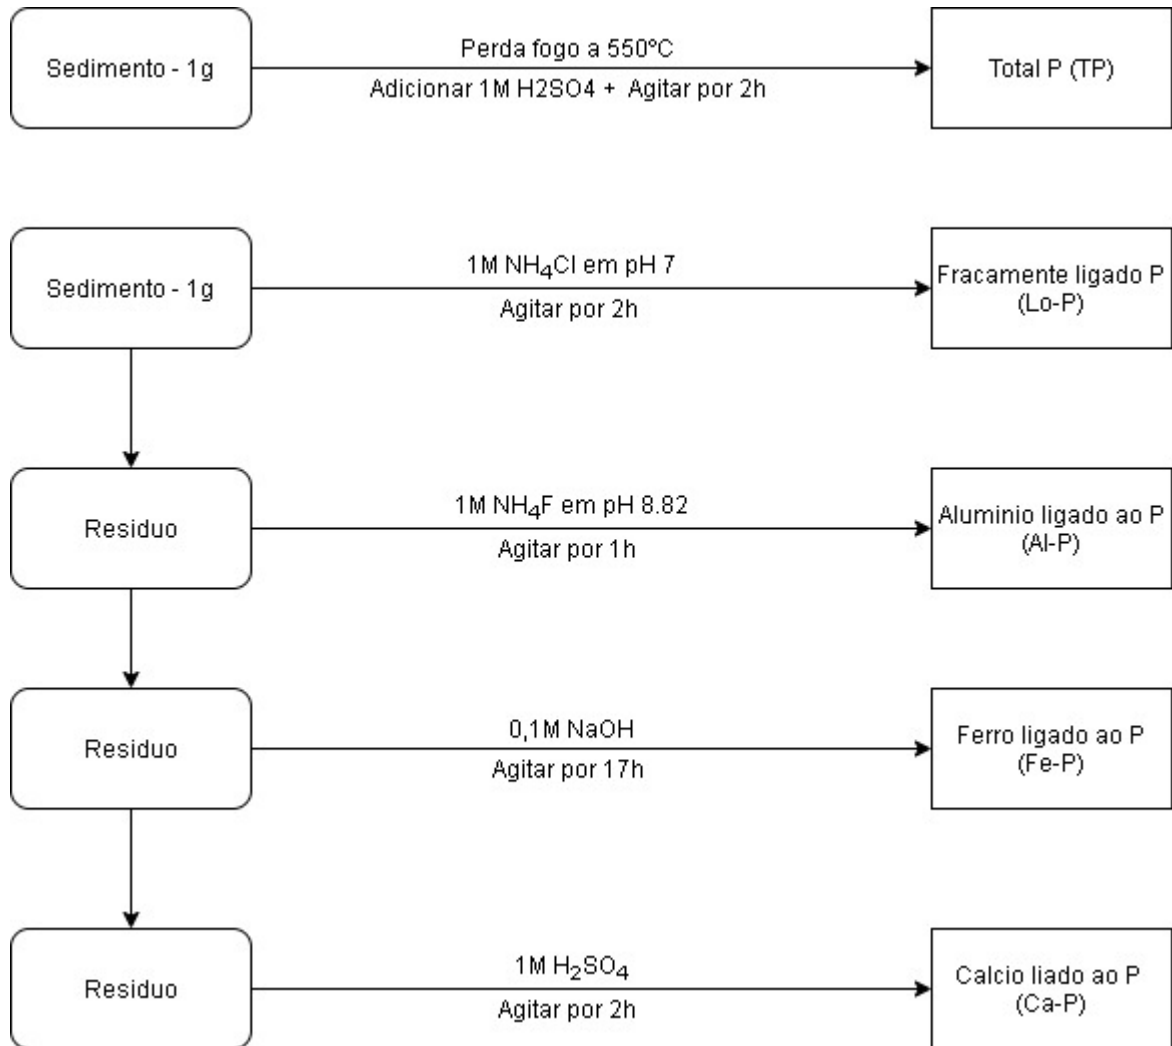 Sedimento - 1g
Perda fogo a 550°C
Adicionar 1M H2SO4 + Agitar por 2h
Total P (TP)
Sedimento - 1g
1M NH₄Cl em pH 7
Agitar por 2h
Fracamente ligado P
(Lo-P)
Residuo
1M NH₄F em pH 8.82
Agitar por 1h
Aluminio ligado ao P
(Al-P)
Residuo
0,1M NaOH
Agitar por 17h
Ferro ligado ao P
(Fe-P)
Residuo
1M H₂SO₄
Agitar por 2h
Calcio liado ao P
(Ca-P)